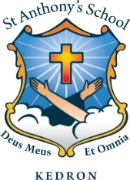 St Anthony's School
Deus Meus Et Omnia
KEDRON